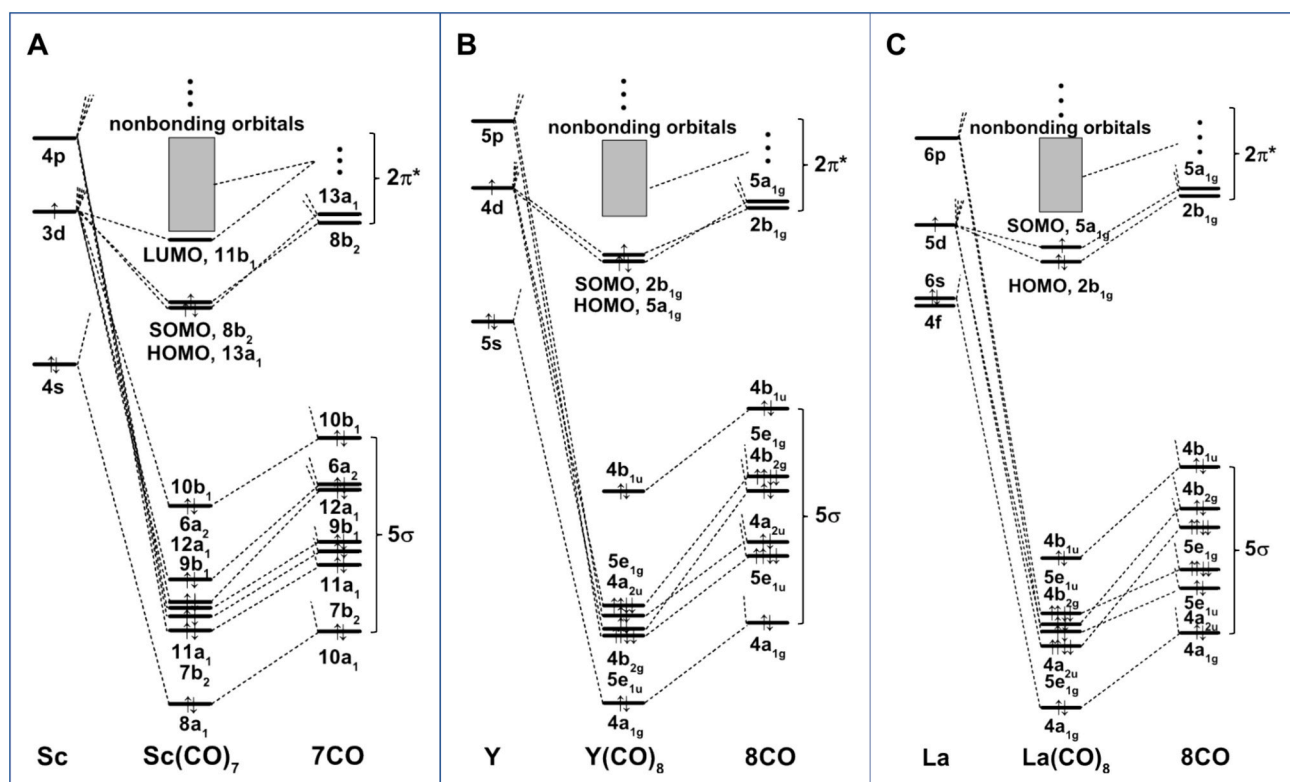 A
nonbonding orbitals
4p
2π*
13a₁
8b₂
3d
LUMO, 11b₁
SOMO, 8b₂
HOMO, 13a₁
4s
10b₁
6a₂
12a₁
9b₁
11a₁
7b₂
10a₁
5σ
10b₁
6a₂
12a₁
9b₁
11a₁
7b₂
8a₁
Sc
Sc(CO)₇
7CO
B
nonbonding orbitals
5p
2π*
5a₁g
2b₁g
4d
SOMO, 2b₁g
HOMO, 5a₁g
5s
4b₁u
5e₁g
4b₂g
4a₂u
5e₁u
4a₁g
5σ
4b₁u
5e₁g
4a₂u
4b₂g
5e₁u
4a₁g
Y
Y(CO)₈
8CO
C
nonbonding orbitals
6p
2π*
5a₁g
2b₁g
5d
SOMO, 5a₁g
HOMO, 2b₁g
6s
4f
4b₁u
4b₂g
5e₁g
5e₁u
4a₂u
4a₁g
5σ
4b₁u
5e₁u
4b₂g
4a₂u
5e₁g
4a₁g
La
La(CO)₈
8CO